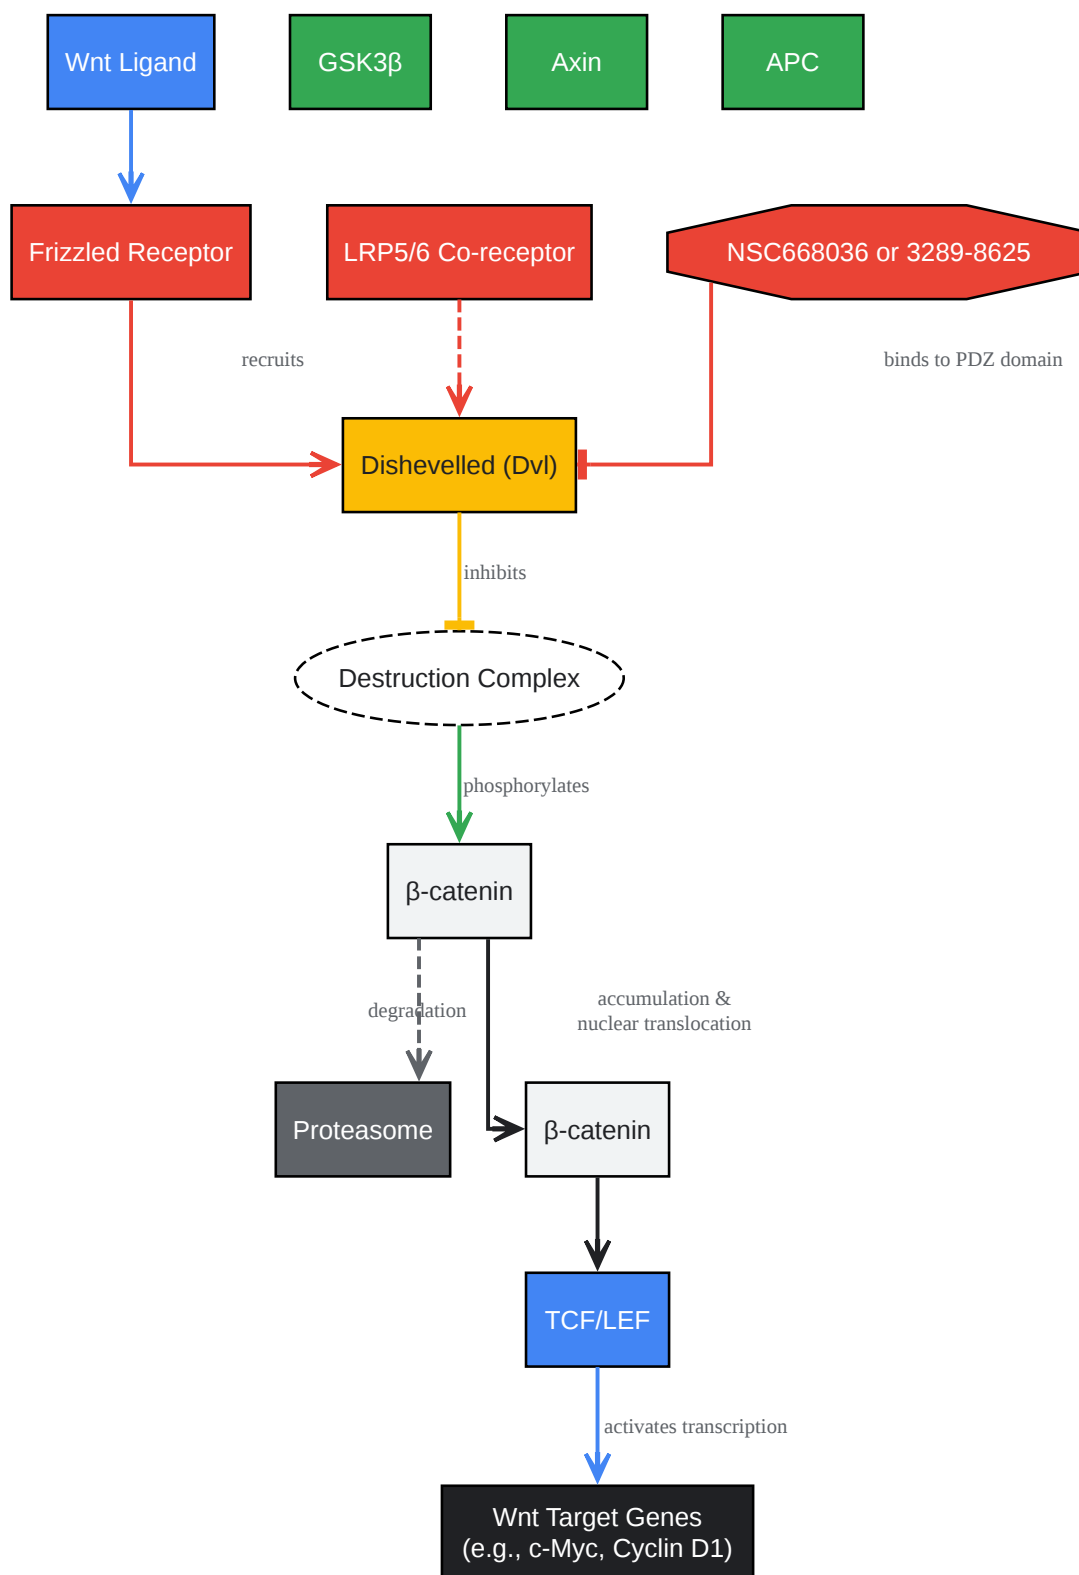 Wnt Ligand
GSK3β
Axin
APC
Frizzled Receptor
LRP5/6 Co-receptor
NSC668036 or 3289-8625
recruits
binds to PDZ domain
Dishevelled (Dvl)
inhibits
Destruction Complex
phosphorylates
β-catenin
degradation
accumulation &
nuclear translocation
Proteasome
β-catenin
TCF/LEF
activates transcription
Wnt Target Genes
(e.g., c-Myc, Cyclin D1)